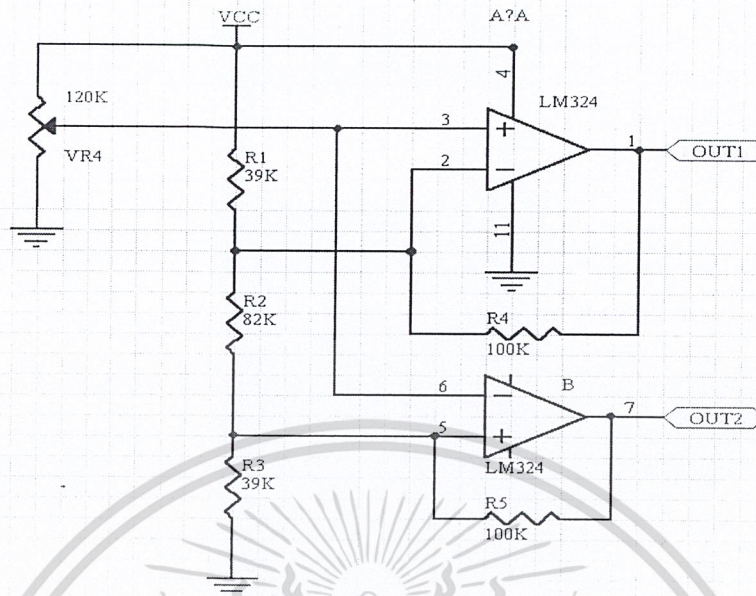 VCC
A?A
120K
VR4
4
LM324
3
2
1
OUT1
R1
39K
11
R2
82K
R4
100K
6
B
7
OUT2
5
LM324
R3
39K
R5
100K